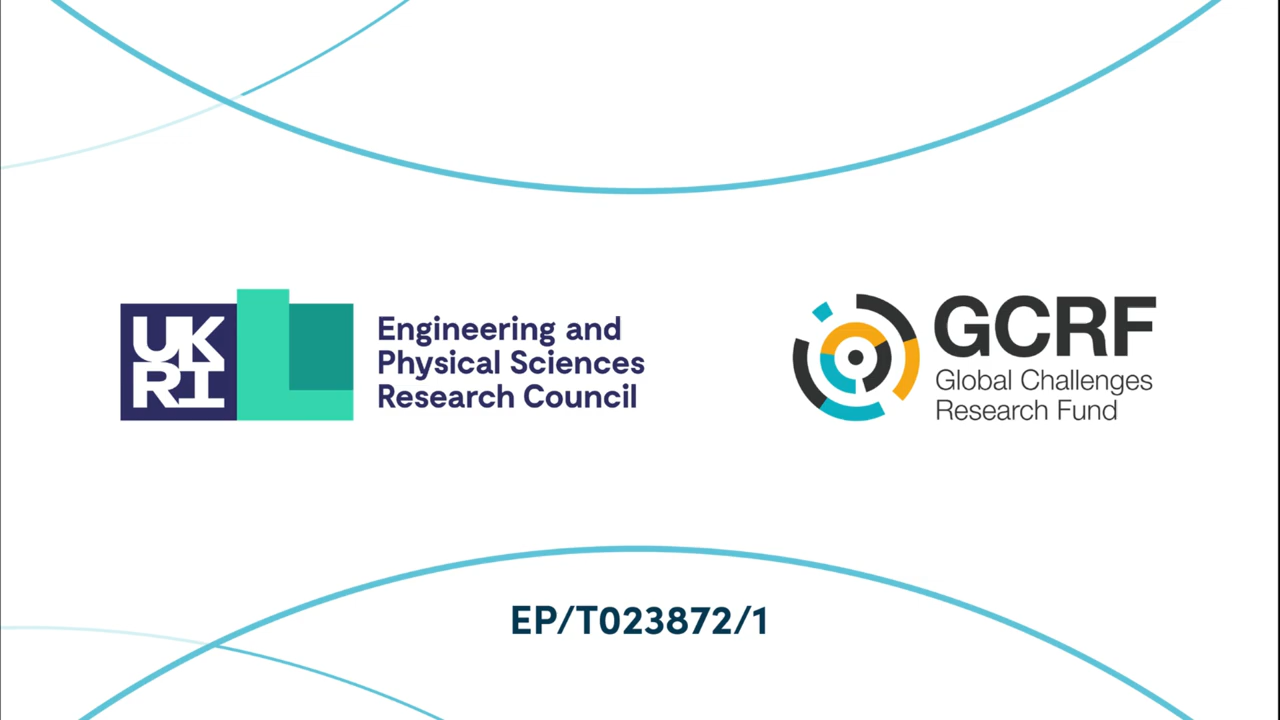 UK
RI
Engineering and
Physical Sciences
Research Council
GCRF
Global Challenges
Research Fund
EP/T023872/1